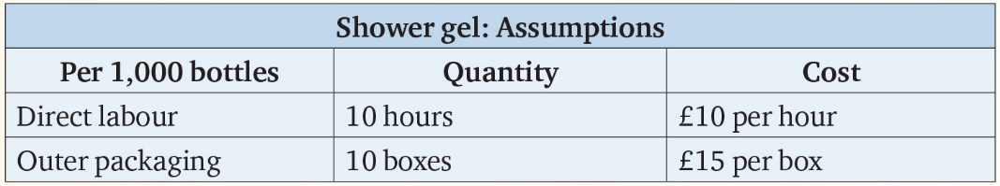 Shower gel: Assumptions
Per 1,000 bottles Quantity Cost
Direct labour 10 hours £10 per hour
Outer packaging 10 boxes £15 per box